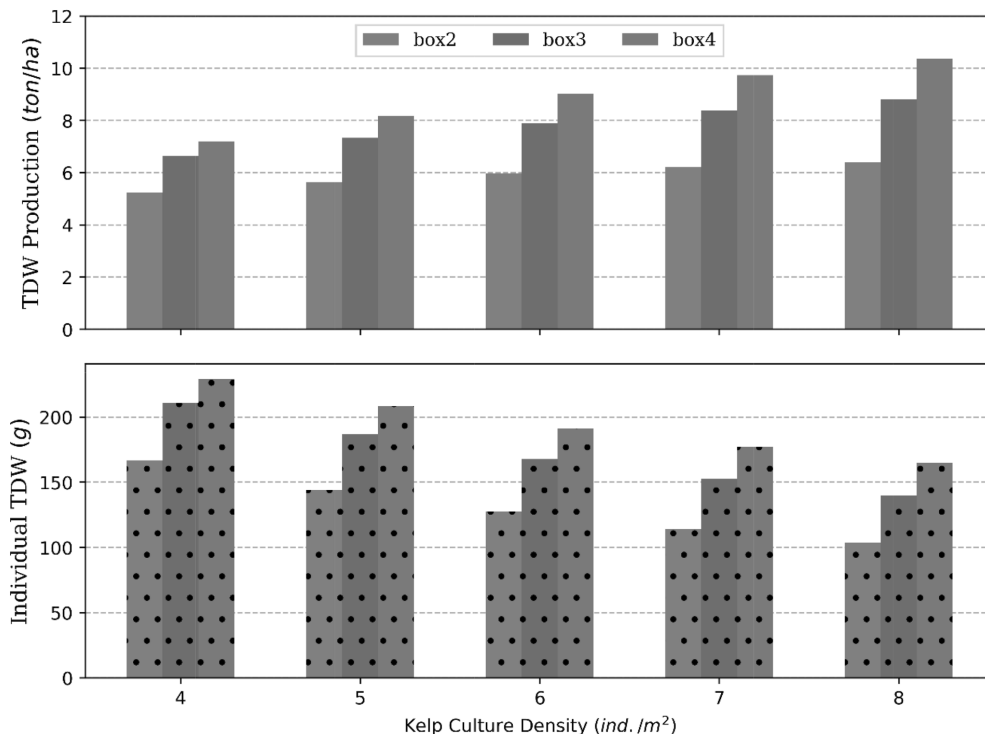 12
10
8
6
4
2
0
TDW Production (ton/ha)
box2 box3 box4
200
150
100
50
0
Individual TDW (g)
4 5 6 7 8
Kelp Culture Density (ind./m²)